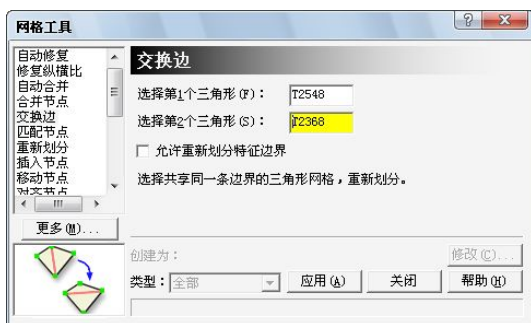 网格工具
自动修复
修复纵横比
自动合并
合并节点
交换边
匹配节点
重新划分
插入节点
移动节点
对齐节点
更多(M)...
交换边
选择第1个三角形(F)： T2548
选择第2个三角形(S)： T2368
允许重新划分特征边界
选择共享同一条边界的三角形网格，重新划分。
创建为：
修改(C)...
类型：全部
应用(A)
关闭
帮助(H)